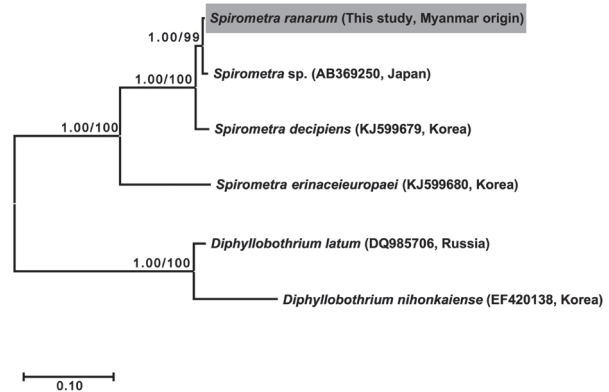 Spirometra ranarum (This study, Myanmar origin)
1.00/99
Spirometra sp. (AB369250, Japan)
1.00/100
Spirometra decipiens (KJ599679, Korea)
1.00/100
Spirometra erinaceieuropaei (KJ599680, Korea)
Diphyllobothrium latum (DQ985706, Russia)
1.00/100
Diphyllobothrium nihonkaiense (EF420138, Korea)
0.10